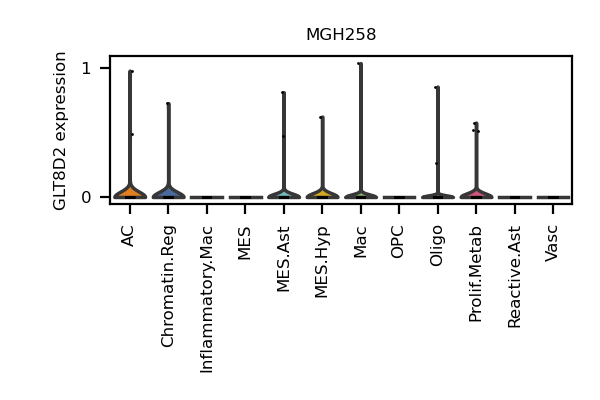 MGH258
GLT8D2 expression
1
0
AC
Chromatin.Reg
Inflammatory.Mac
MES
MES.Ast
MES.Hyp
Mac
OPC
Oligo
Prolif.Metab
Reactive.Ast
Vasc